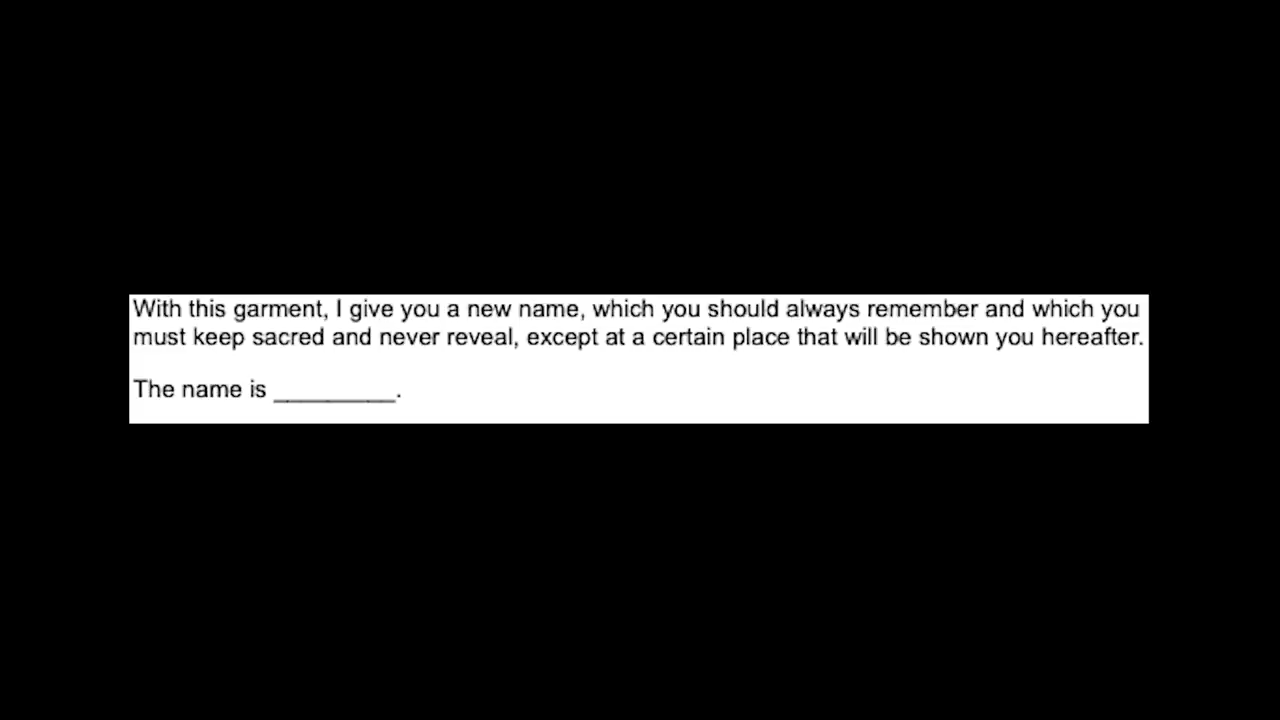 With this garment, I give you a new name, which you should always remember and which you
must keep sacred and never reveal, except at a certain place that will be shown you hereafter.
The name is _________.